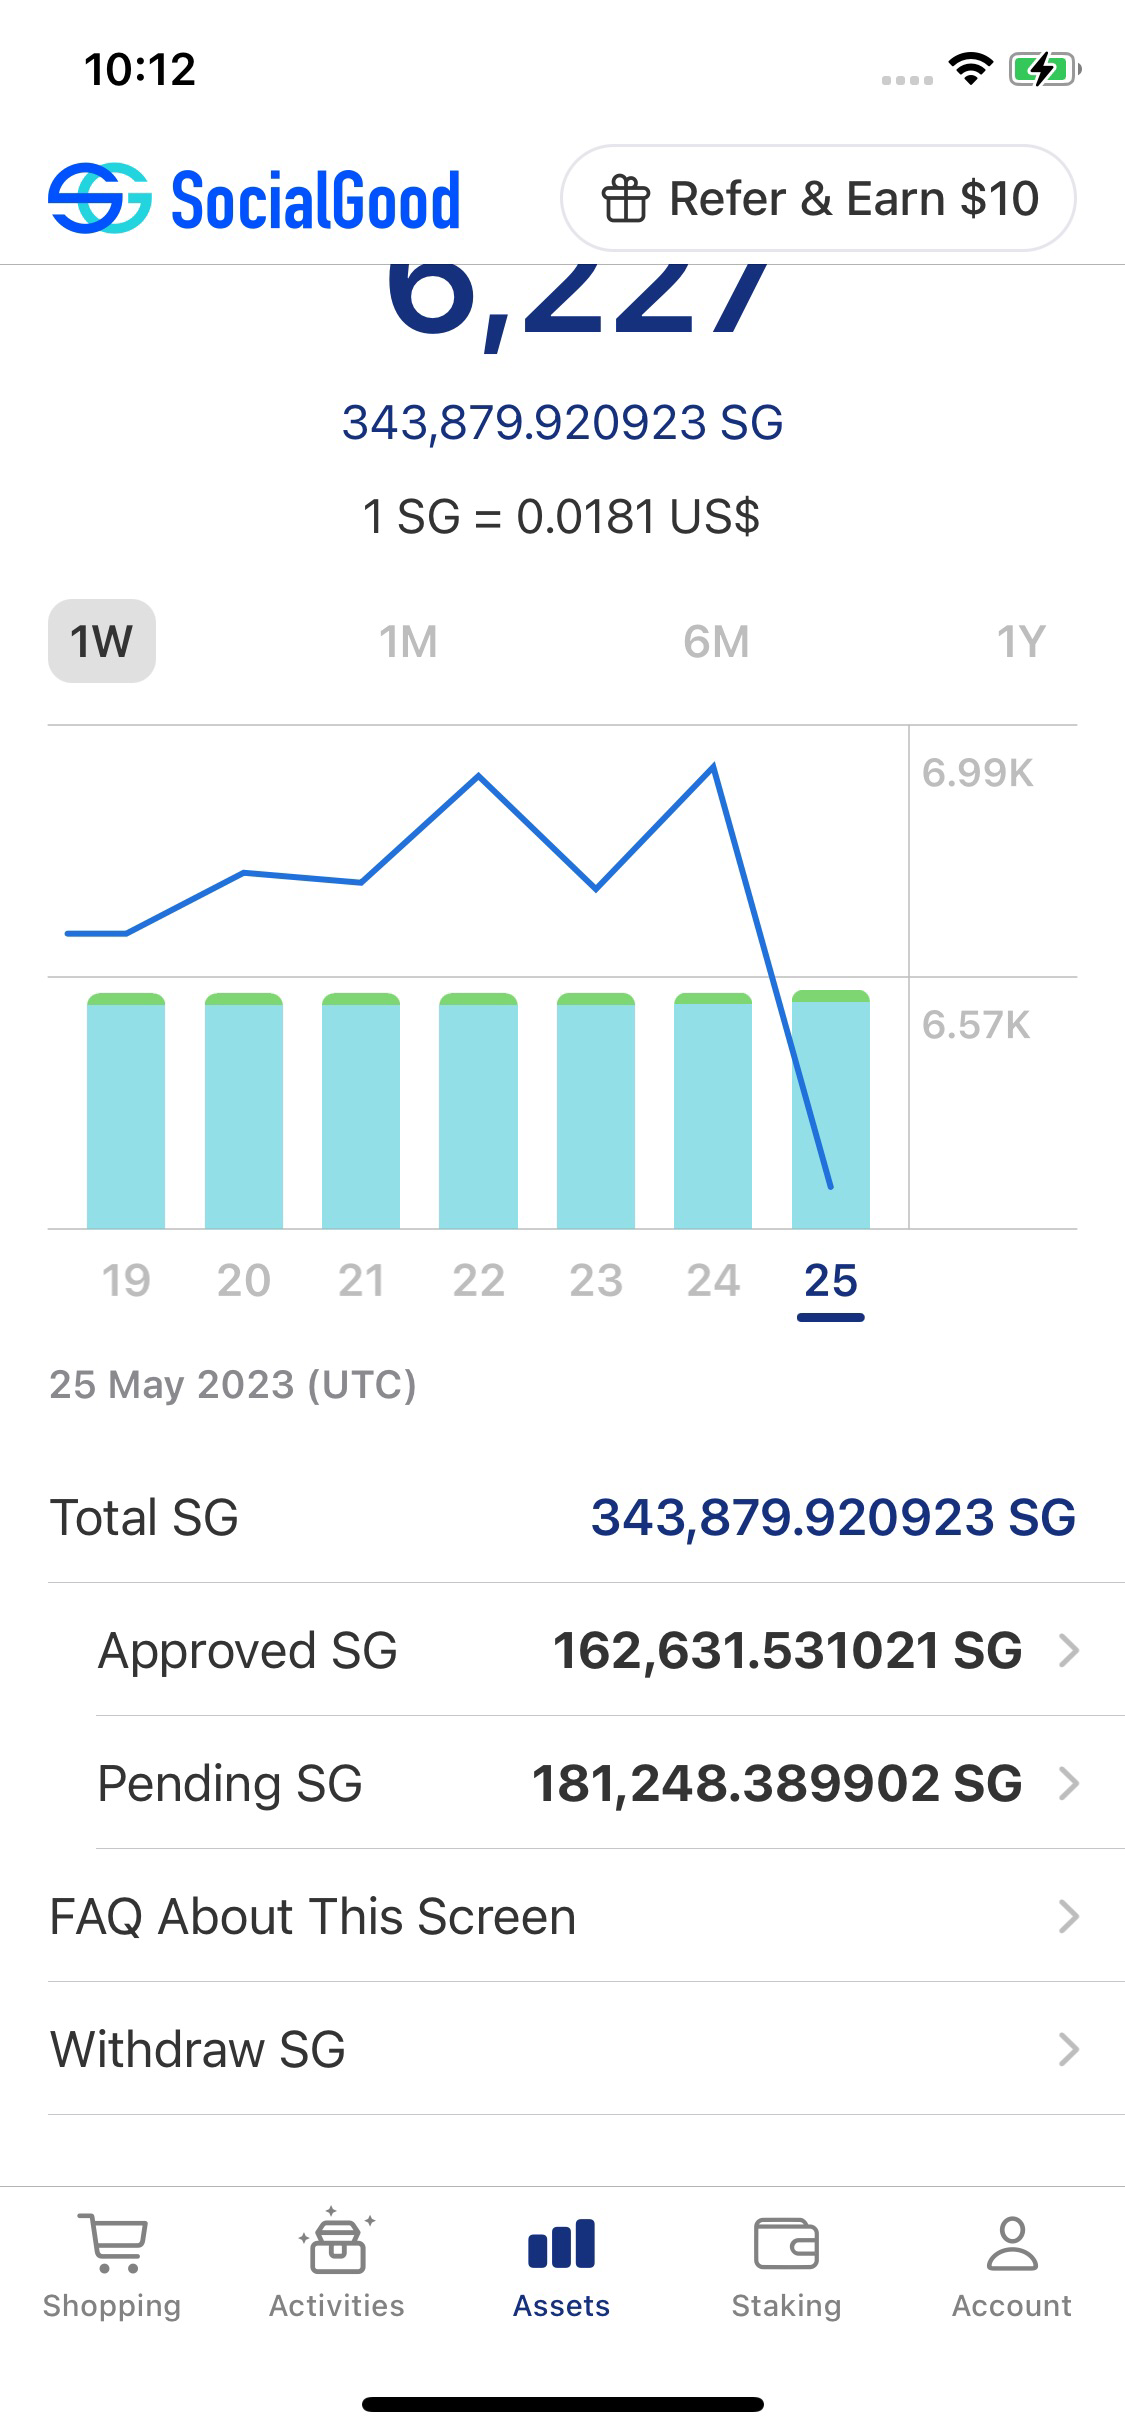 10:12
SocialGood
Refer & Earn $10
6,227
343,879.920923 SG
1 SG = 0.0181 US$
1W 1M 6M 1Y
6.99K
6.57K
19 20 21 22 23 24 25
25 May 2023 (UTC)
Total SG 343,879.920923 SG
Approved SG 162,631.531021 SG
Pending SG 181,248.389902 SG
FAQ About This Screen
Withdraw SG
Shopping Activities Assets Staking Account